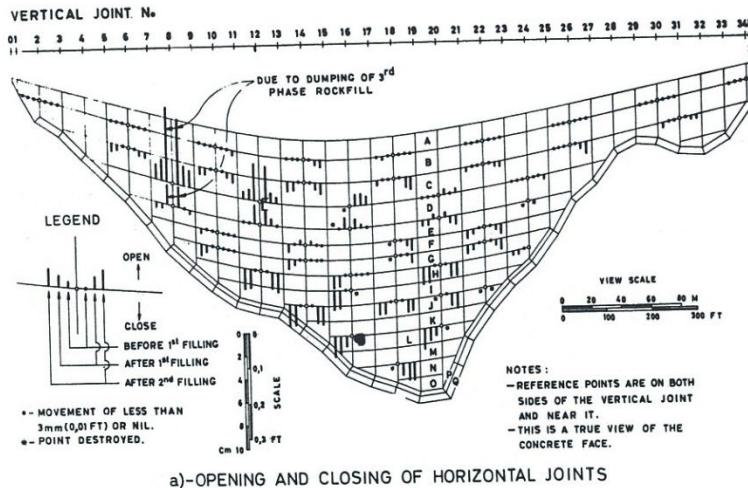 VERTICAL JOINT No
01 2 3 4 5 6 7 8 9 10 11 12 13 14 15 16 17 18 19 20 21 22 23 24 25 26 27 28 29 30 31 32 33 34
DUE TO DUMPING OF 3rd
PHASE ROCKFILL
A
B
C
D
E
F
G
H
I
J
K
L
M
N
O
P
Q
LEGEND
OPEN
CLOSE
BEFORE 1st FILLING
AFTER 1st FILLING
AFTER 2nd FILLING
•- MOVEMENT OF LESS THAN
3mm (0,01 FT) OR NIL.
- POINT DESTROYED.
0 0
5 0,1
0,2
Cm 10 0,3 FT
SCALE
VIEW SCALE
0 20 40 60 80 M
0 100 200 300 FT
NOTES :
— REFERENCE POINTS ARE ON BOTH
SIDES OF THE VERTICAL JOINT
AND NEAR IT.
— THIS IS A TRUE VIEW OF THE
CONCRETE FACE.
a)-OPENING AND CLOSING OF HORIZONTAL JOINTS